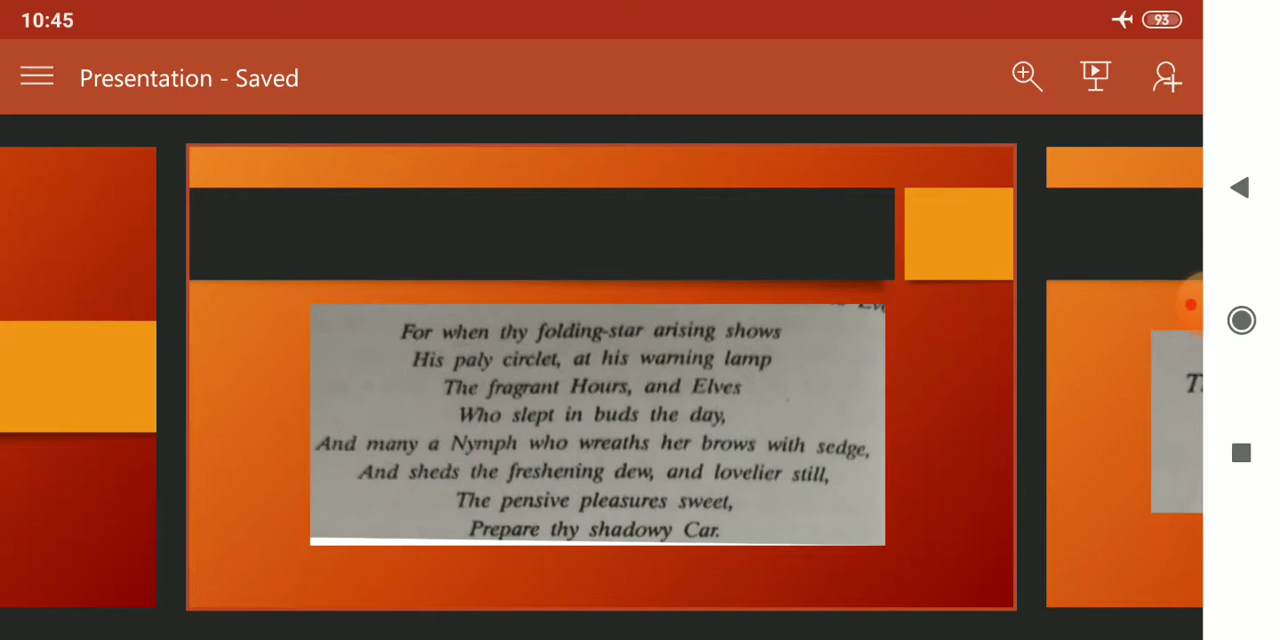 10:45
93
Presentation - Saved
For when thy folding-star arising shows
His paly circlet, at his warning lamp
The fragrant Hours, and Elves
Who slept in buds the day,
And many a Nymph who wreaths her brows with sedge,
And sheds the freshening dew, and lovelier still,
The pensive pleasures sweet,
Prepare thy shadowy Car.